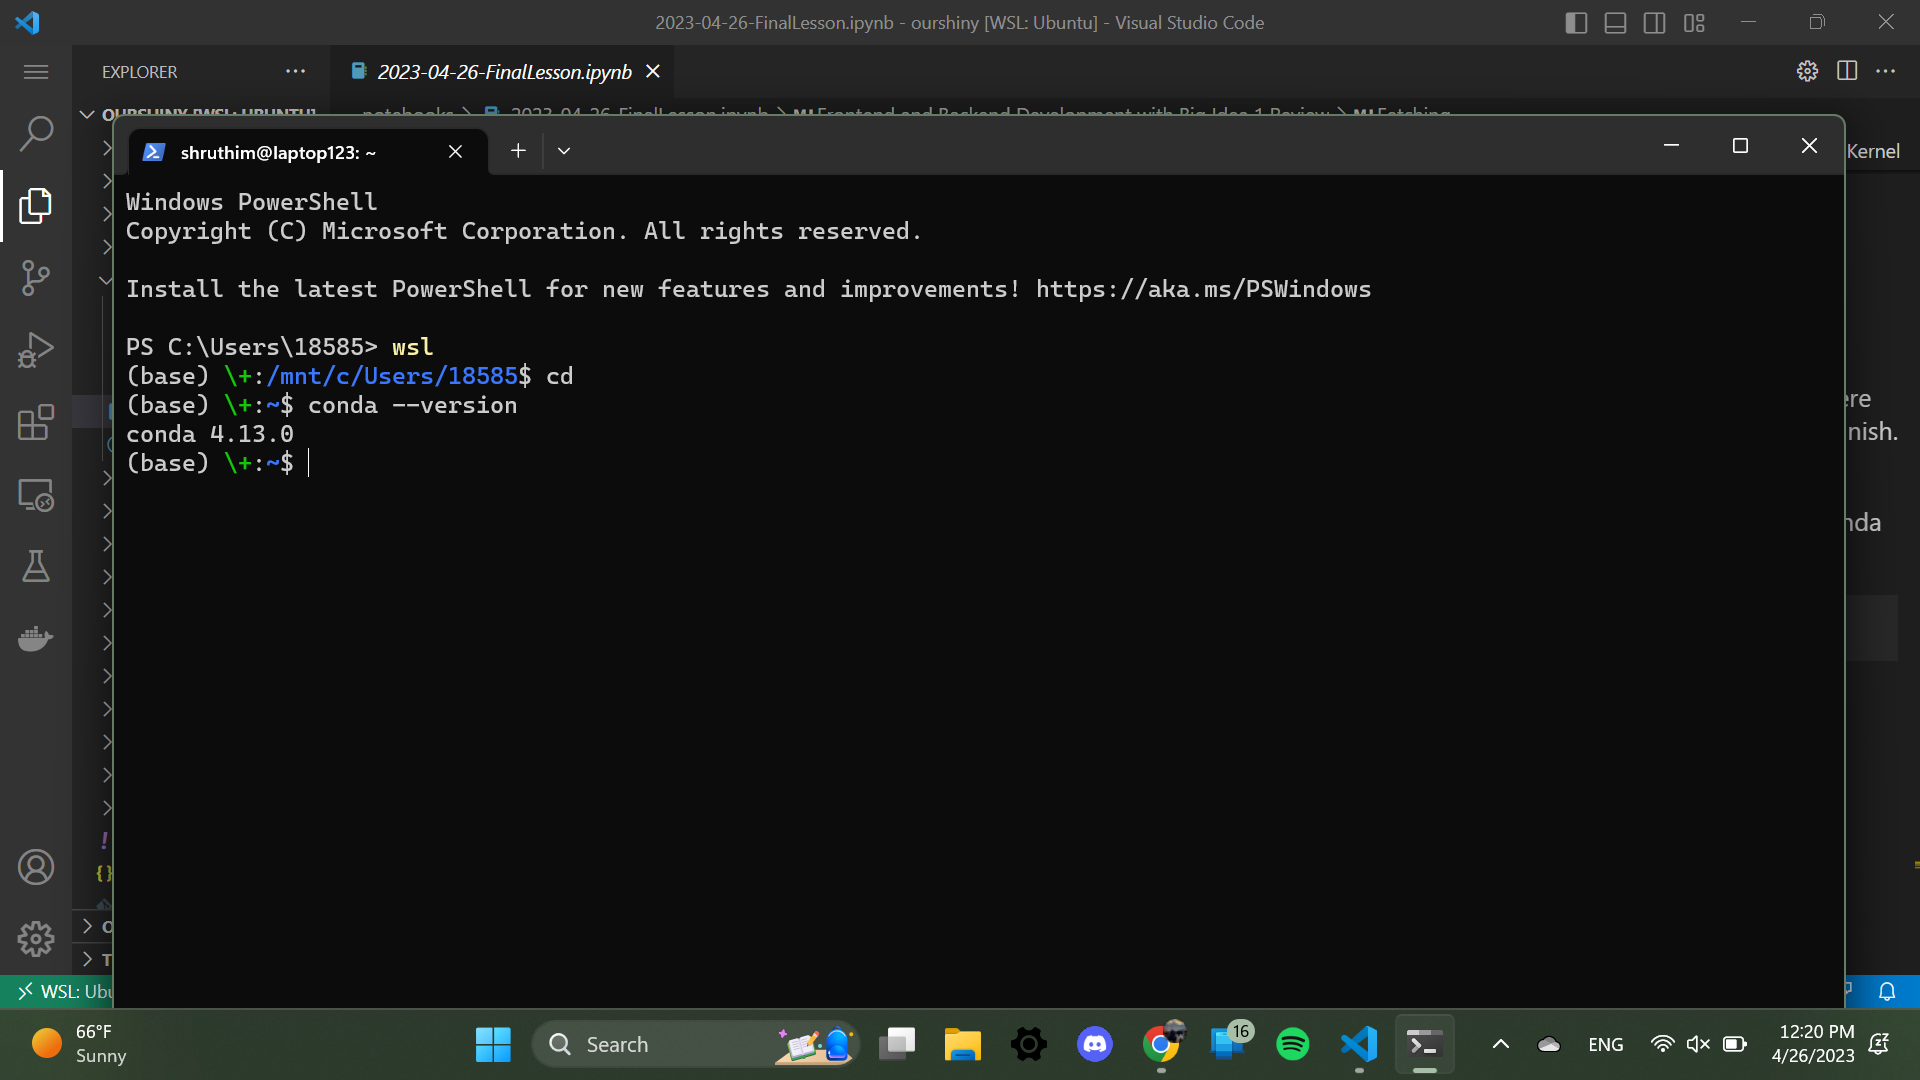 2023-04-26-FinalLesson.ipynb - ourshiny [WSL: Ubuntu] - Visual Studio Code
EXPLORER
2023-04-26-FinalLesson.ipynb
OURSHINY [WSL: UBUNTU]
notebooks > 2023-04-26-FinalLesson.ipynb > M↓Frontend and Backend Development with Big Idea 1 Review > M↓Fetching
shruthim@laptop123: ~
Kernel
Windows PowerShell
Copyright (C) Microsoft Corporation. All rights reserved.
Install the latest PowerShell for new features and improvements! https://aka.ms/PSWindows
PS C:\Users\18585> wsl
(base) \+:/mnt/c/Users/18585$ cd
(base) \+:~$ conda --version
conda 4.13.0
(base) \+:~$
ere
nish.
nda
!
{}
O
T
WSL: Ubu
66°F
Sunny
Search
16
ENG
12:20 PM
4/26/2023